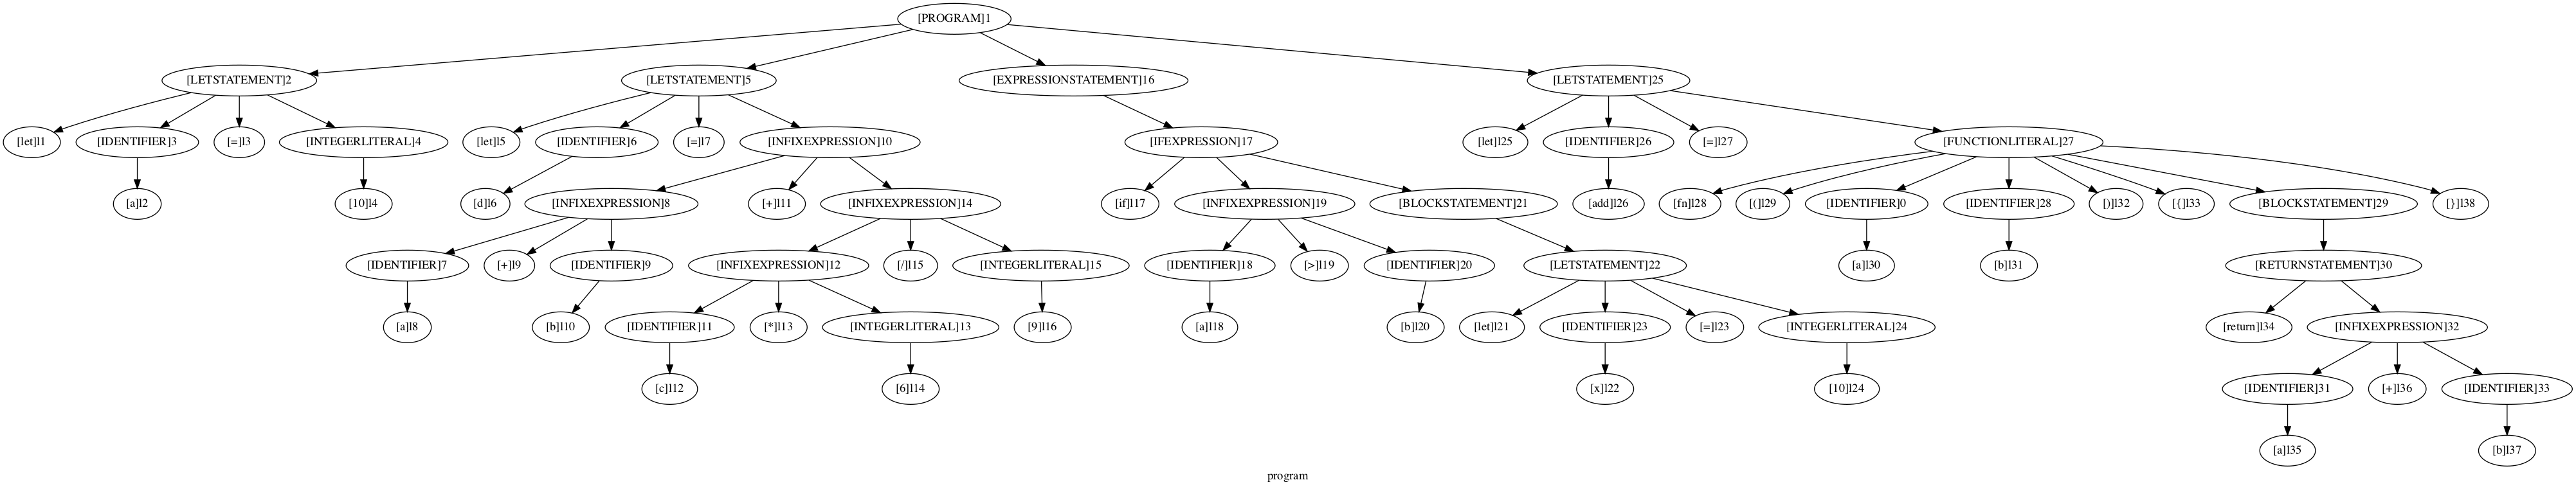 [PROGRAM]1
[LETSTATEMENT]2 [LETSTATEMENT]5 [EXPRESSIONSTATEMENT]16 [LETSTATEMENT]25
[let]l1 [IDENTIFIER]3 [=]l3 [INTEGERLITERAL]4 [let]l5 [IDENTIFIER]6 [=]l7 [INFIXEXPRESSION]10 [IFEXPRESSION]17 [let]l25 [IDENTIFIER]26 [=]l27 [FUNCTIONLITERAL]27
[a]l2 [10]l4 [d]l6 [INFIXEXPRESSION]8 [+]l11 [INFIXEXPRESSION]14 [if]l17 [INFIXEXPRESSION]19 [BLOCKSTATEMENT]21 [add]l26 [fn]l28 [(]l29 [IDENTIFIER]0 [IDENTIFIER]28 [)]l32 [{]l33 [BLOCKSTATEMENT]29 [}]l38
[IDENTIFIER]7 [+]l9 [IDENTIFIER]9 [INFIXEXPRESSION]12 [/]l15 [INTEGERLITERAL]15 [IDENTIFIER]18 [>]l19 [IDENTIFIER]20 [LETSTATEMENT]22 [a]l30 [b]l31 [RETURNSTATEMENT]30
[a]l8 [b]l10 [IDENTIFIER]11 [*]l13 [INTEGERLITERAL]13 [9]l16 [a]l18 [b]l20 [let]l21 [IDENTIFIER]23 [=]l23 [INTEGERLITERAL]24 [return]l34 [INFIXEXPRESSION]32
[c]l12 [6]l14 [x]l22 [10]l24 [IDENTIFIER]31 [+]l36 [IDENTIFIER]33
[a]l35 [b]l37
program